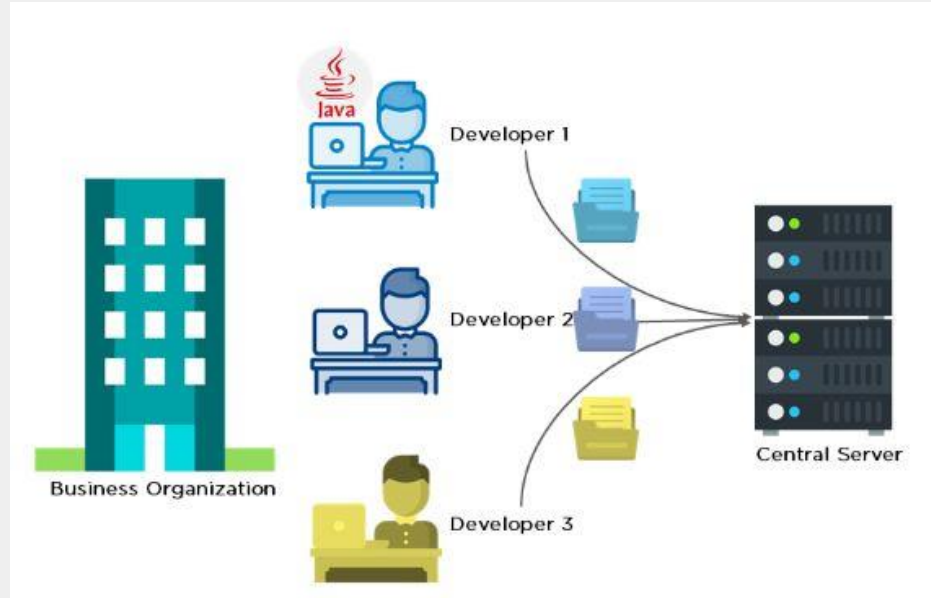 Java
Developer 1
Developer 2
Central Server
Business Organization
Developer 3